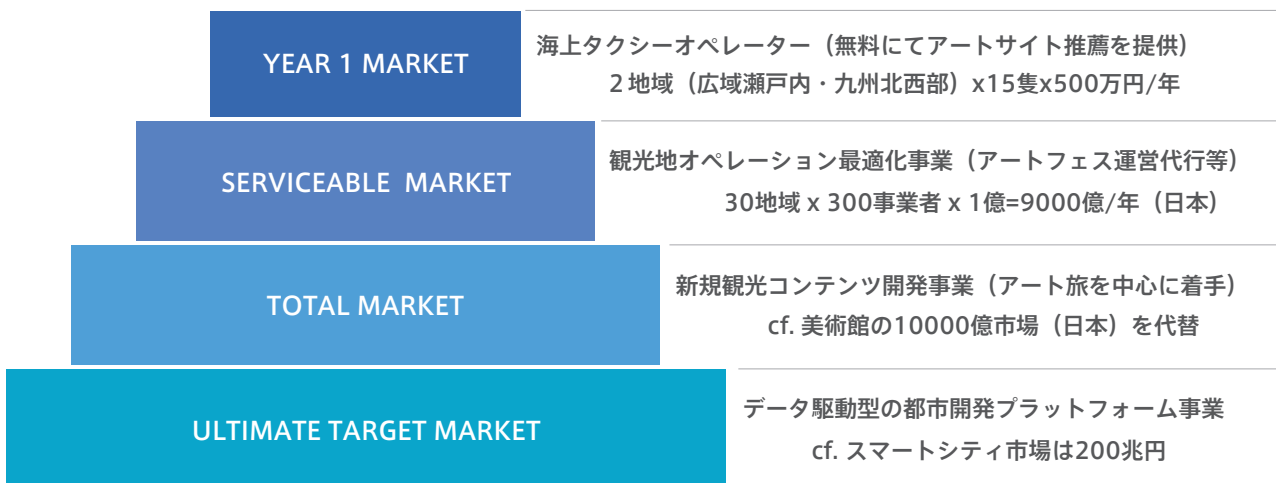 YEAR 1 MARKET
海上タクシーオペレーター（無料にてアートサイト推薦を提供）
２地域（広域瀬戸内・九州北西部）x15隻x500万円/年
SERVICEABLE MARKET
観光地オペレーション最適化事業（アートフェス運営代行等）
30地域 x 300事業者 x 1億=9000億/年（日本）
TOTAL MARKET
新規観光コンテンツ開発事業（アート旅を中心に着手）
cf. 美術館の10000億市場（日本）を代替
ULTIMATE TARGET MARKET
データ駆動型の都市開発プラットフォーム事業
cf. スマートシティ市場は200兆円